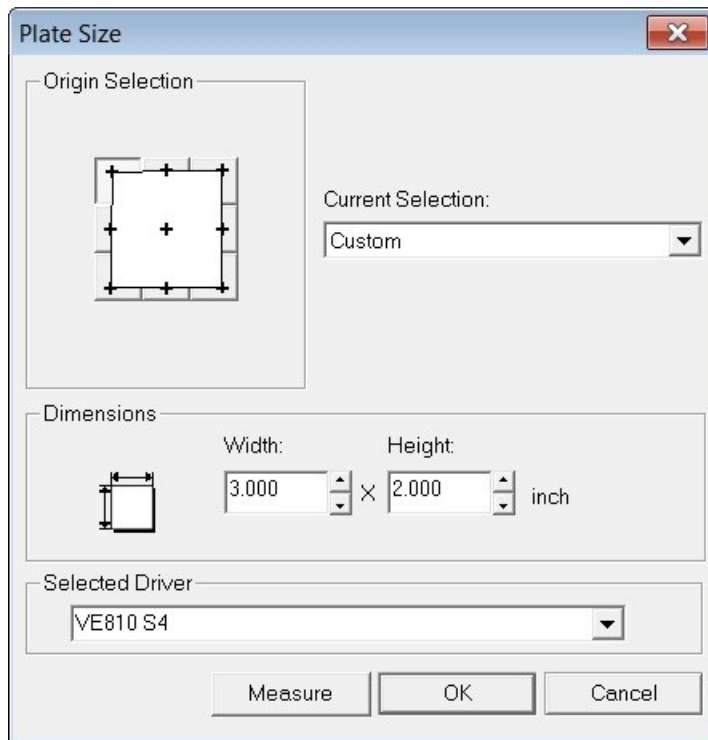 Plate Size
Origin Selection
Current Selection:
Custom
Dimensions
Width: Height:
3.000 X 2.000 inch
Selected Driver
VE810 S4
Measure OK Cancel